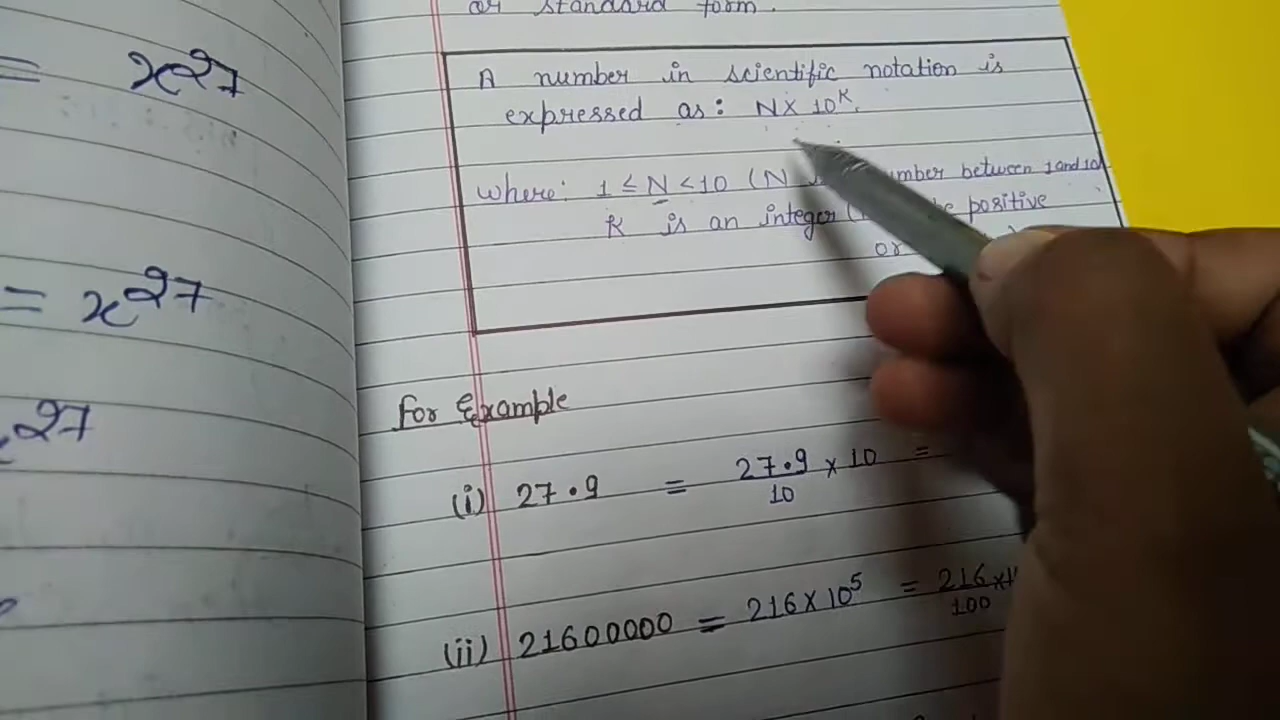 = x²⁷
= x²⁷
x²⁷
or standard form.
A number in scientific notation is
expressed as: N× 10ᴷ.
where: 1 ≤ N < 10 (N number between 1 and 10
K is an integer ( be positive
or
For Example
(i) 27.9 = 27.9/10 × 10 =
(ii) 21600000 = 216 × 10⁵ = 216/100 ×